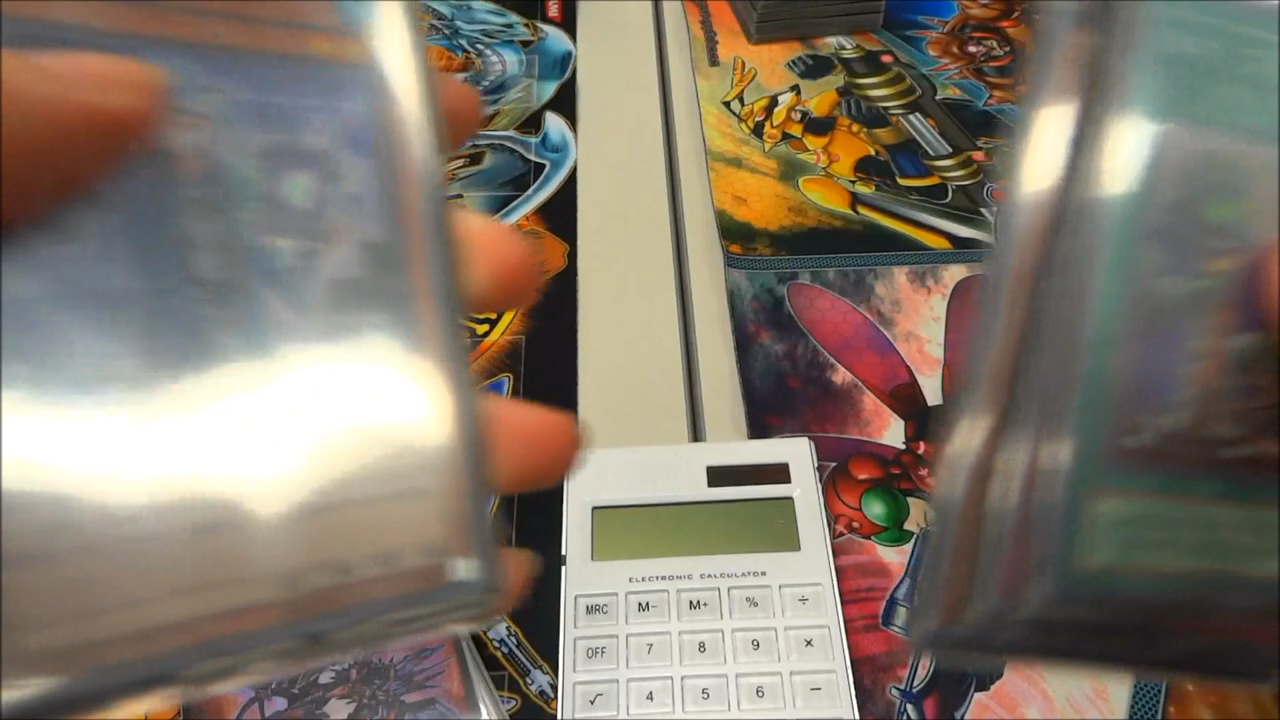 ELECTRONIC CALCULATOR
MRC M− M+ % ÷
OFF 7 8 9 ×
√ 4 5 6 −